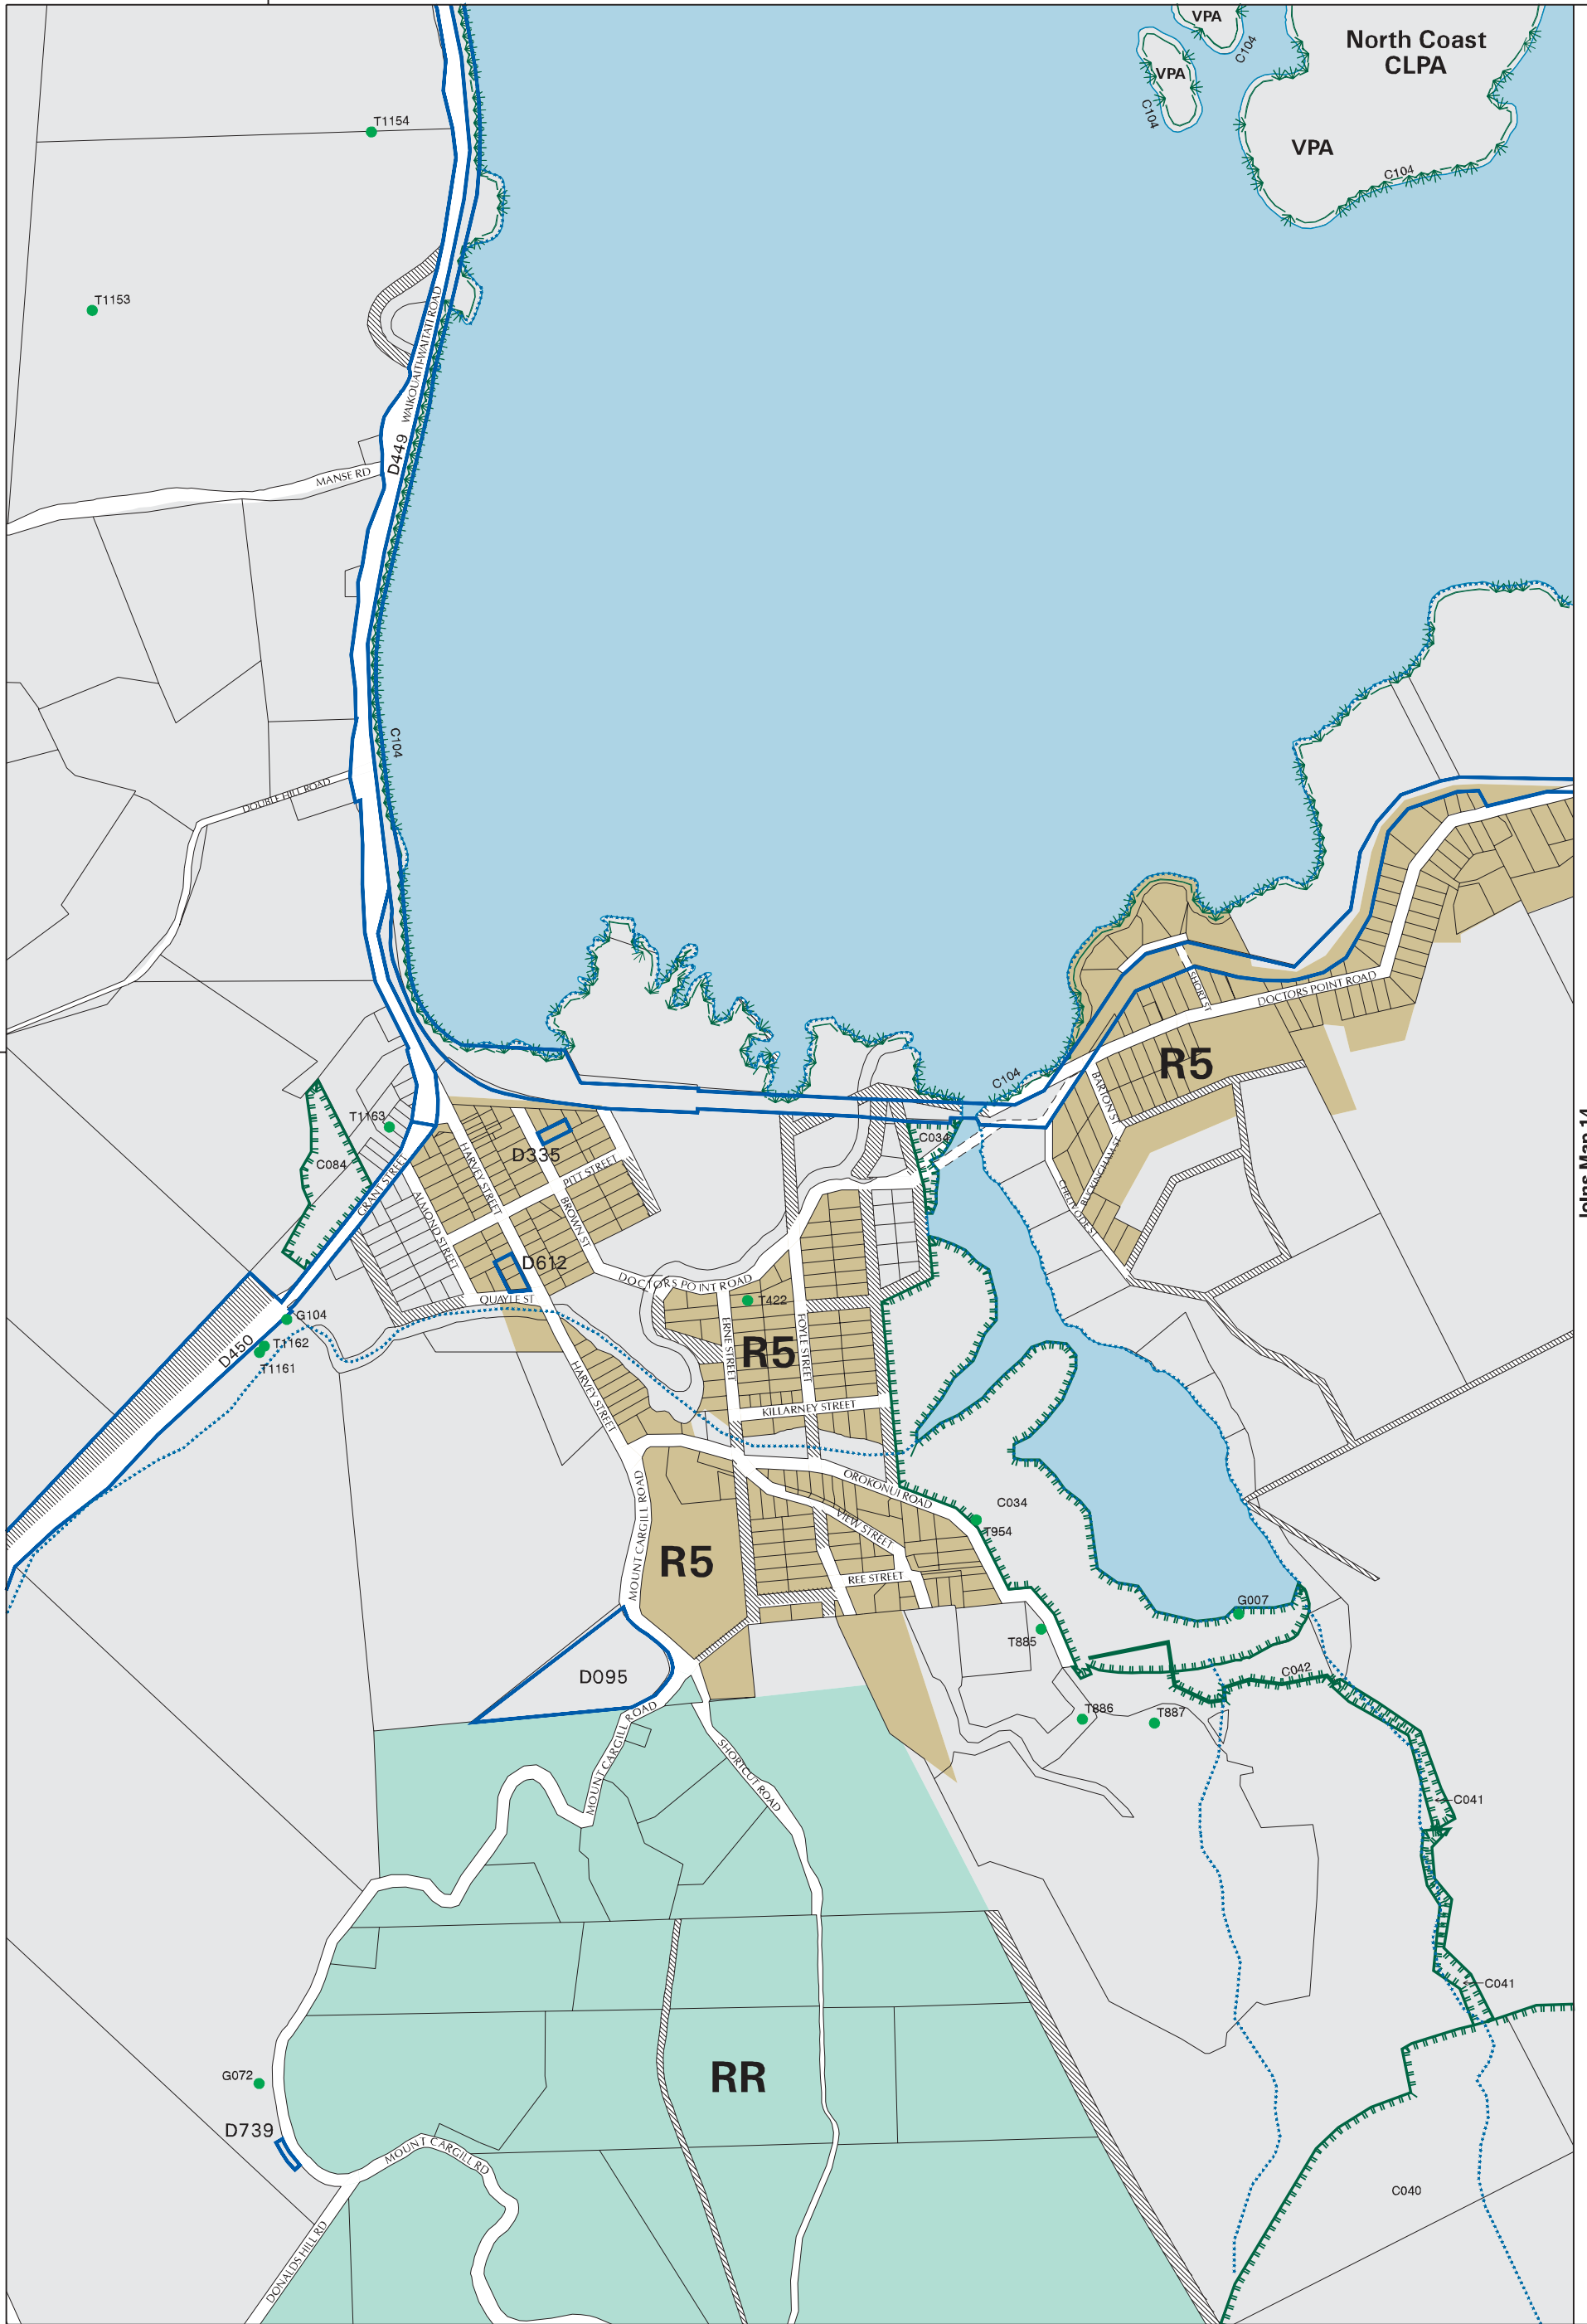 VPA
North Coast
CLPA
C104
VPA
C104
VPA
C104
T1154
T1153
WAIKOUAITI-WAITATI ROAD
D449
MANSE RD
C104
DOUBLE HILL ROAD
C104
R5
SHORT ST
DOCTORS POINT ROAD
BARTON ST
BUCKINGHAM ST
T1163
C084
GRANT STREET
HARVEY STREET
ALMOND STREET
D335
PITT STREET
BROWN ST
C034
Joins Map 14
D612
QUAYLE ST
DOCTORS POINT ROAD
T422
G104
D450
T1162
T1161
R5
ERNE STREET
FOYLE STREET
KILLARNEY STREET
HARVEY STREET
OROKONUI ROAD
C034
T954
VIEW STREET
REE STREET
R5
MOUNT CARGILL ROAD
G007
T885
D095
C042
T886
T887
MOUNT CARGILL ROAD
SHORTCUT ROAD
C041
C041
RR
G072
D739
MOUNT CARGILL RD
DONALDS HILL RD
C040